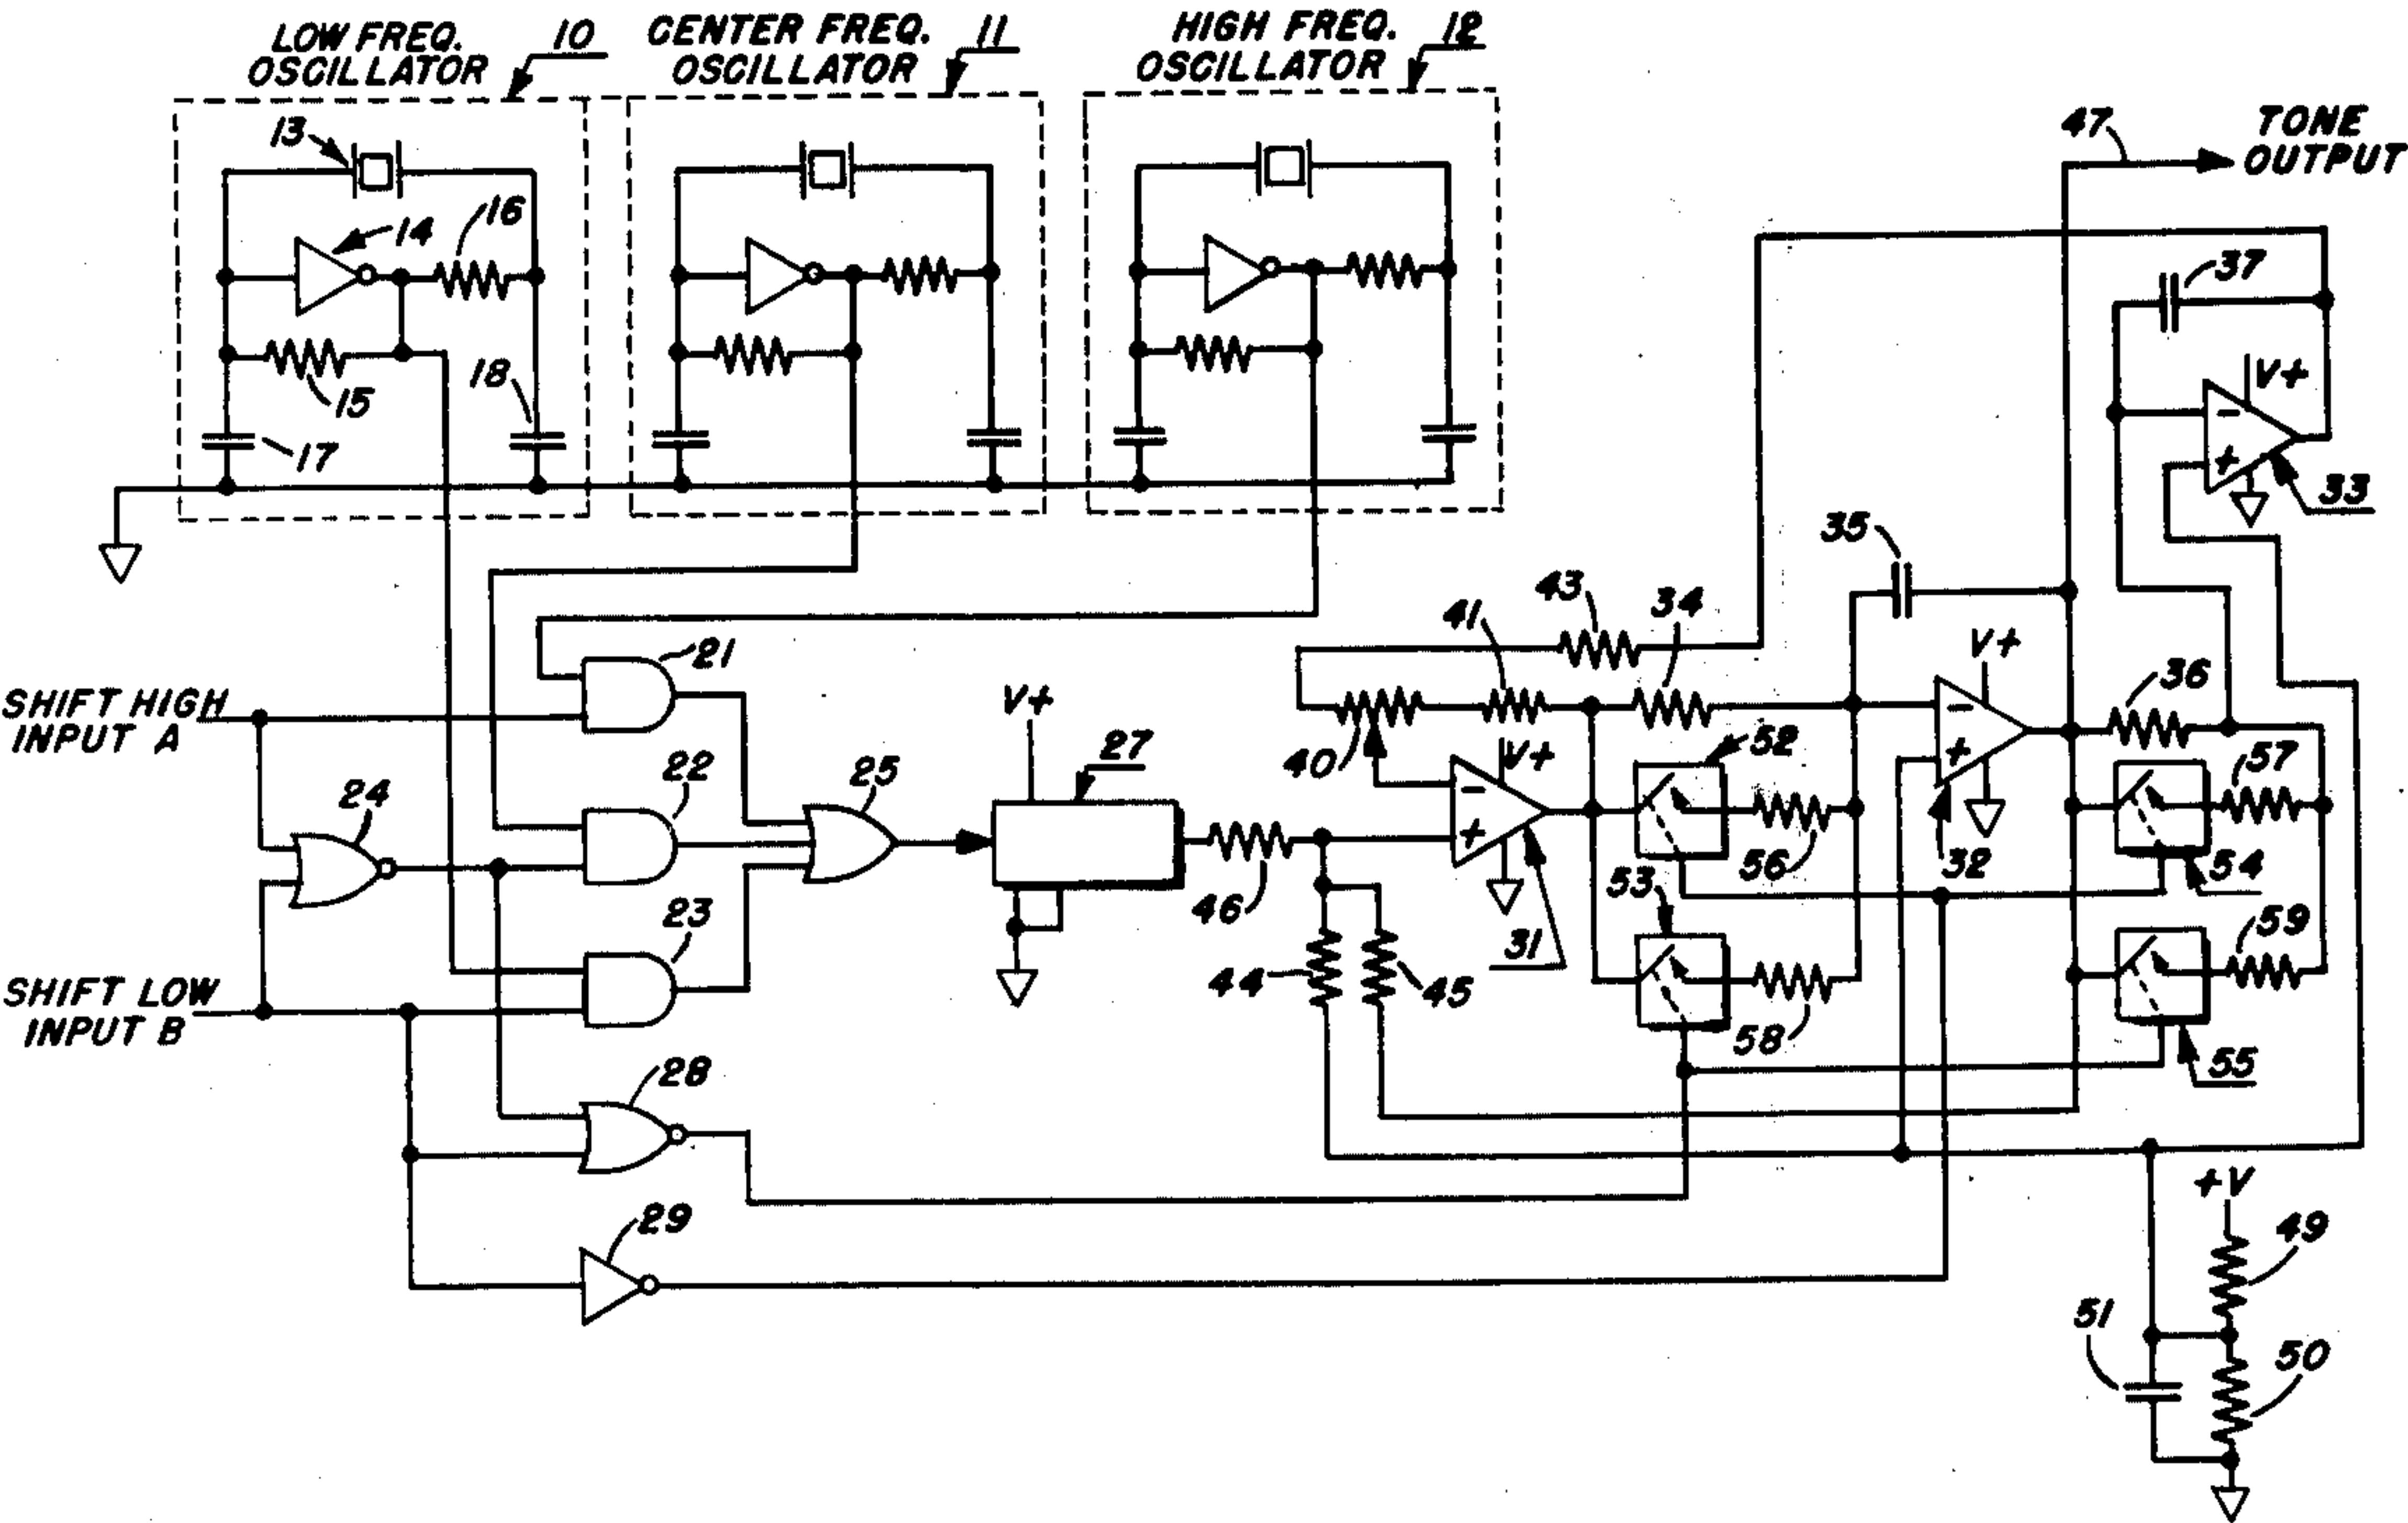 LOW FREQ.
OSCILLATOR
10
CENTER FREQ.
OSCILLATOR
11
HIGH FREQ.
OSCILLATOR
12
13
14
16
15
18
17
47
TONE
OUTPUT
37
V+
33
35
43
34
41
V+
36
SHIFT HIGH
INPUT A
21
V+
27
40
V+
52
57
24
22
25
56
32
54
53
46
31
59
23
44
45
58
55
SHIFT LOW
INPUT B
28
29
+V
49
51
50